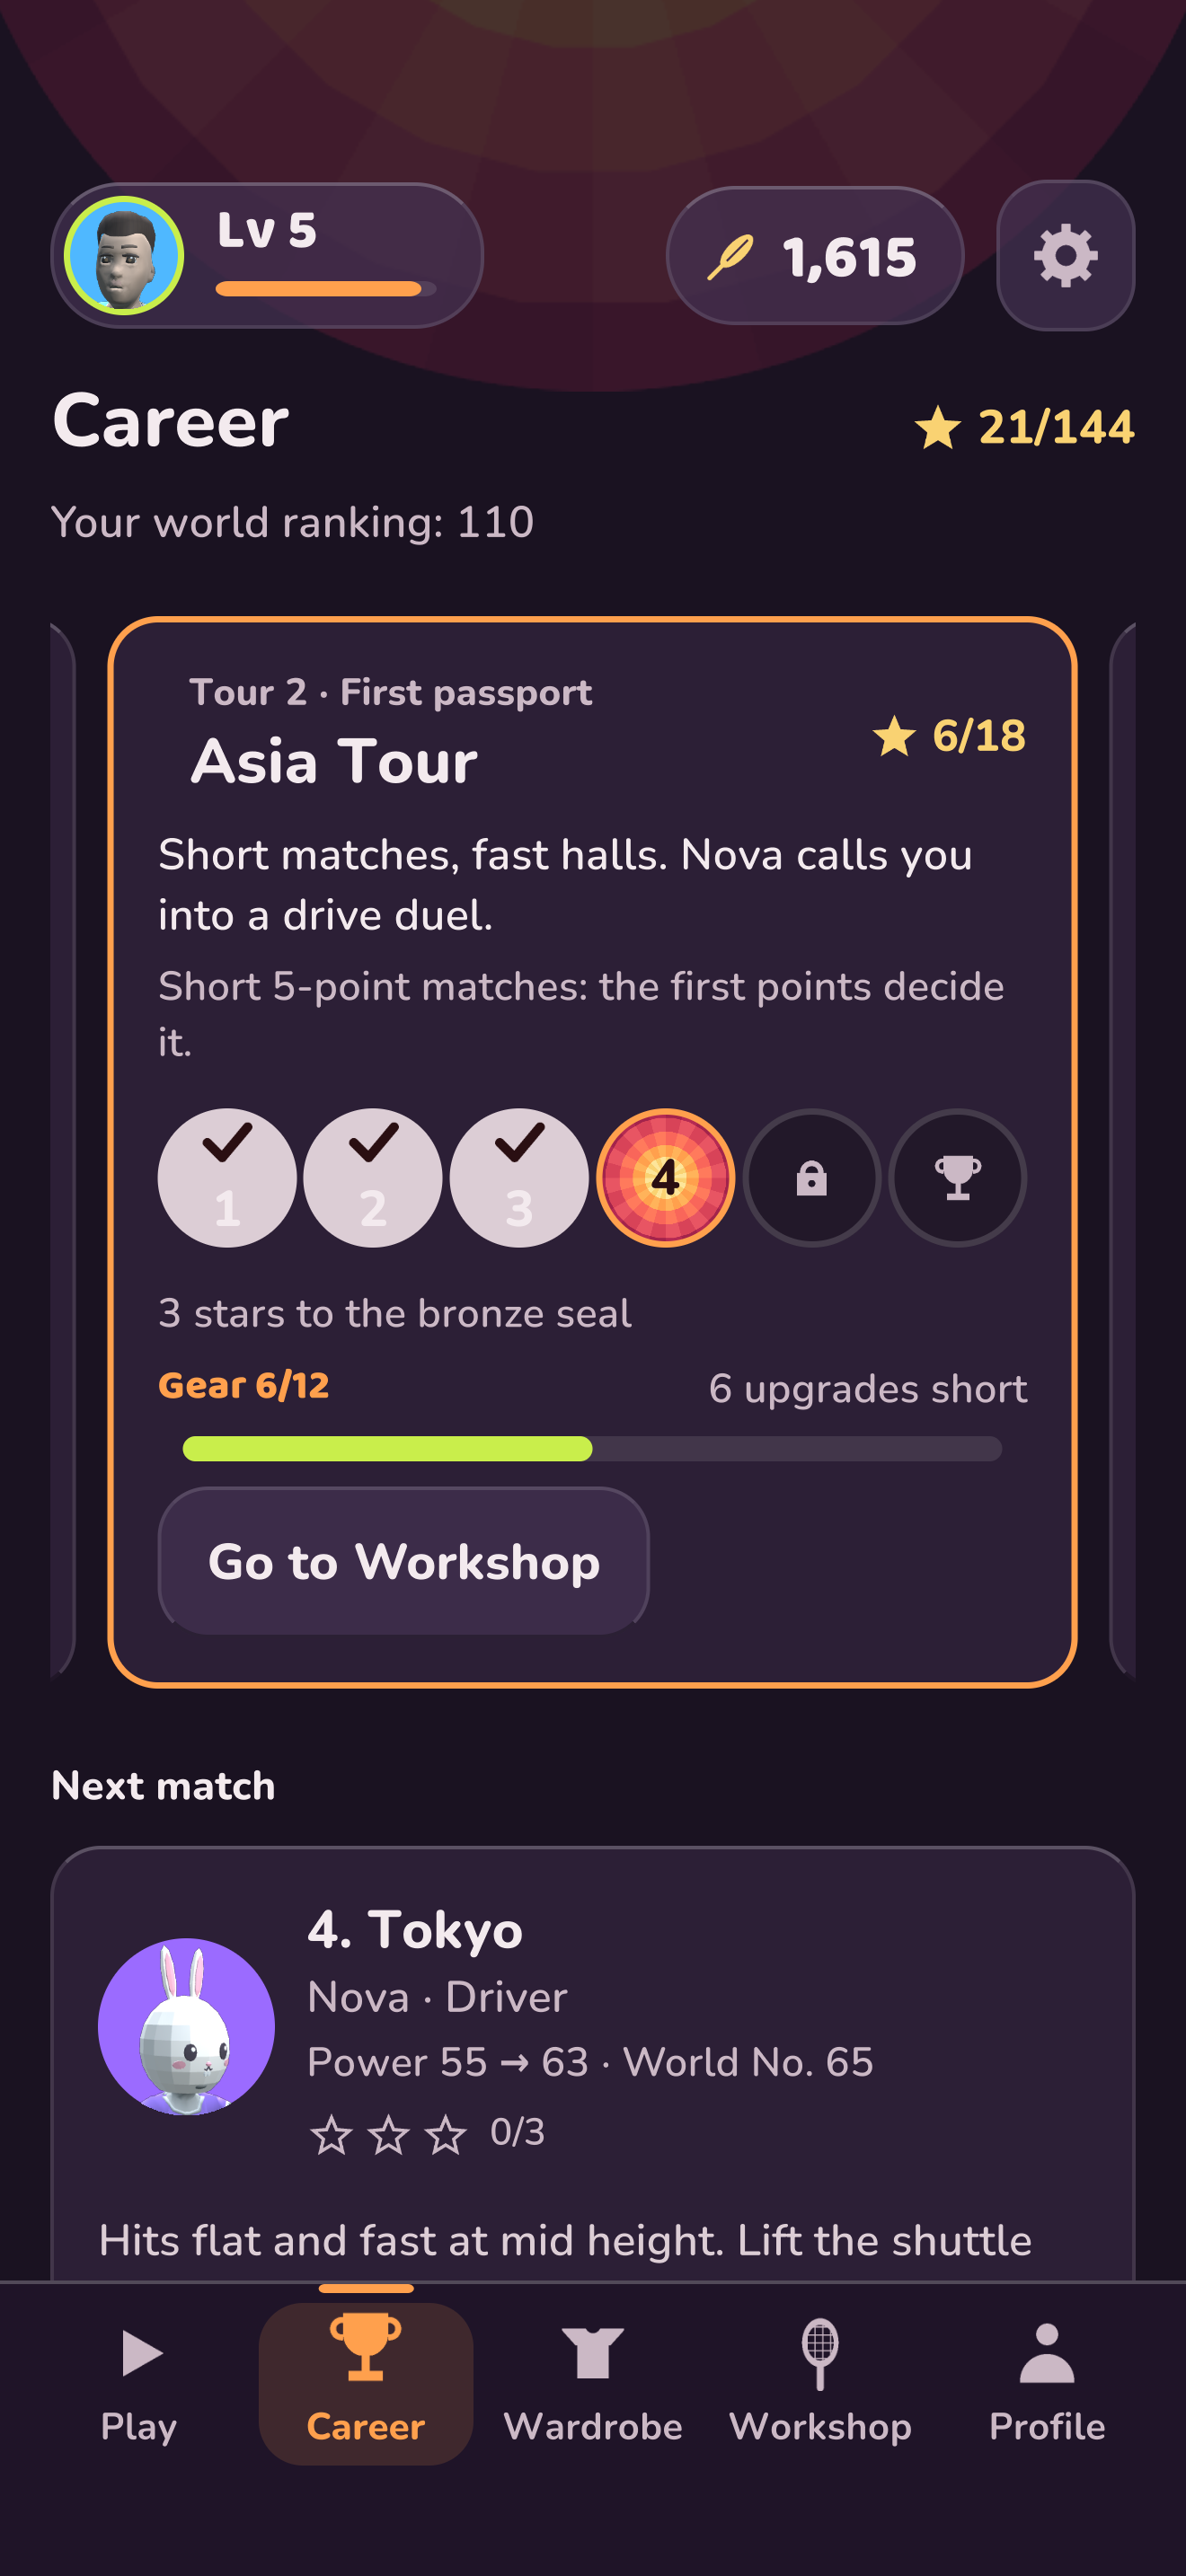 Lv 5
1,615
Career
21/144
Your world ranking: 110
Tour 2 · First passport
Asia Tour
6/18
Short matches, fast halls. Nova calls you
into a drive duel.
Short 5-point matches: the first points decide
it.
1 2 3 4
3 stars to the bronze seal
Gear 6/12
6 upgrades short
Go to Workshop
Next match
4. Tokyo
Nova · Driver
Power 55 → 63 · World No. 65
0/3
Hits flat and fast at mid height. Lift the shuttle
Play Career Wardrobe Workshop Profile